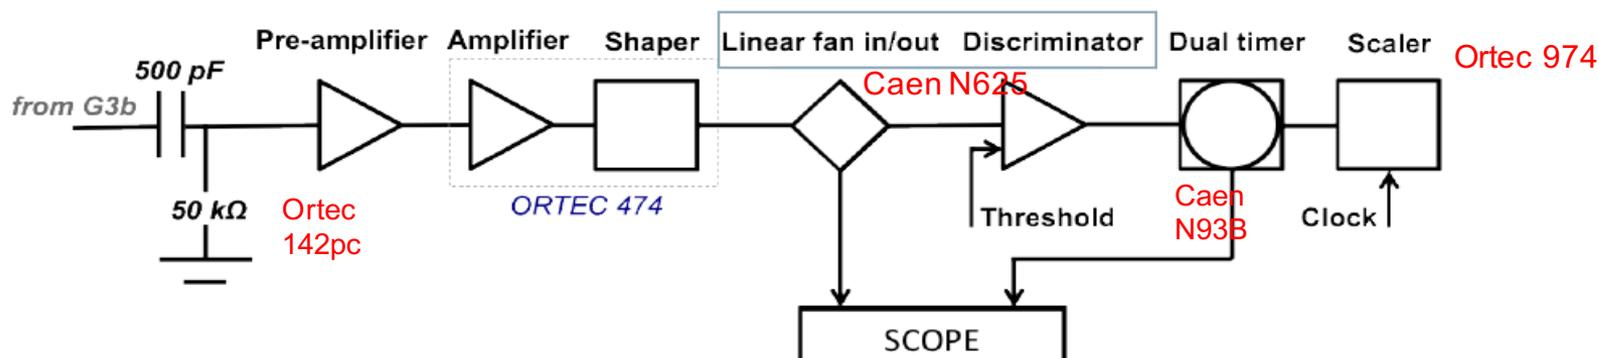 Pre-amplifier Amplifier Shaper Linear fan in/out Discriminator Dual timer Scaler Ortec 974
500 pF
Caen N625
from G3b
50 kΩ
Ortec
142pc
ORTEC 474
Threshold
Caen
N93B
Clock
SCOPE